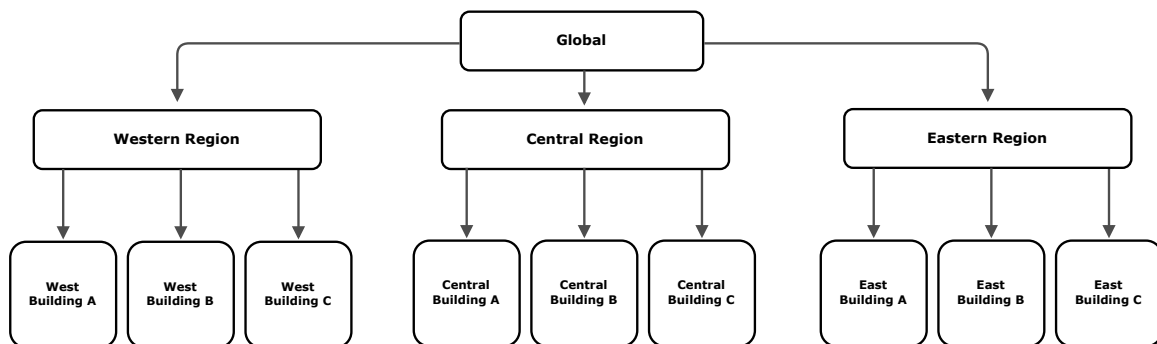 Global
Western Region
Central Region
Eastern Region
West
Building A
West
Building B
West
Building C
Central
Building A
Central
Building B
Central
Building C
East
Building A
East
Building B
East
Building C